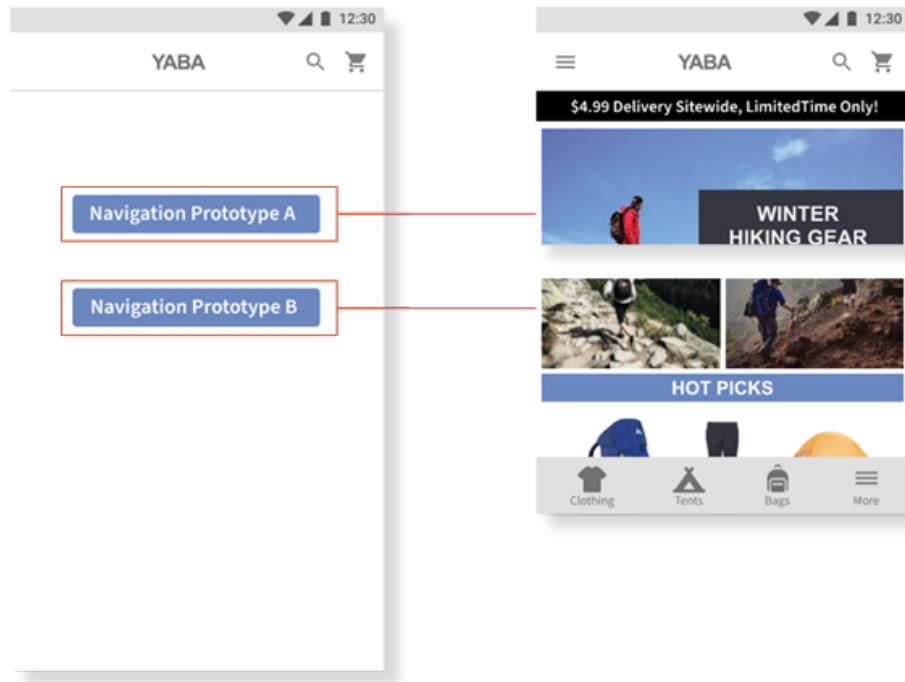 12:30
YABA
Navigation Prototype A
Navigation Prototype B
12:30
YABA
$4.99 Delivery Sitewide, LimitedTime Only!
WINTER
HIKING GEAR
HOT PICKS
Clothing
Tents
Bags
More